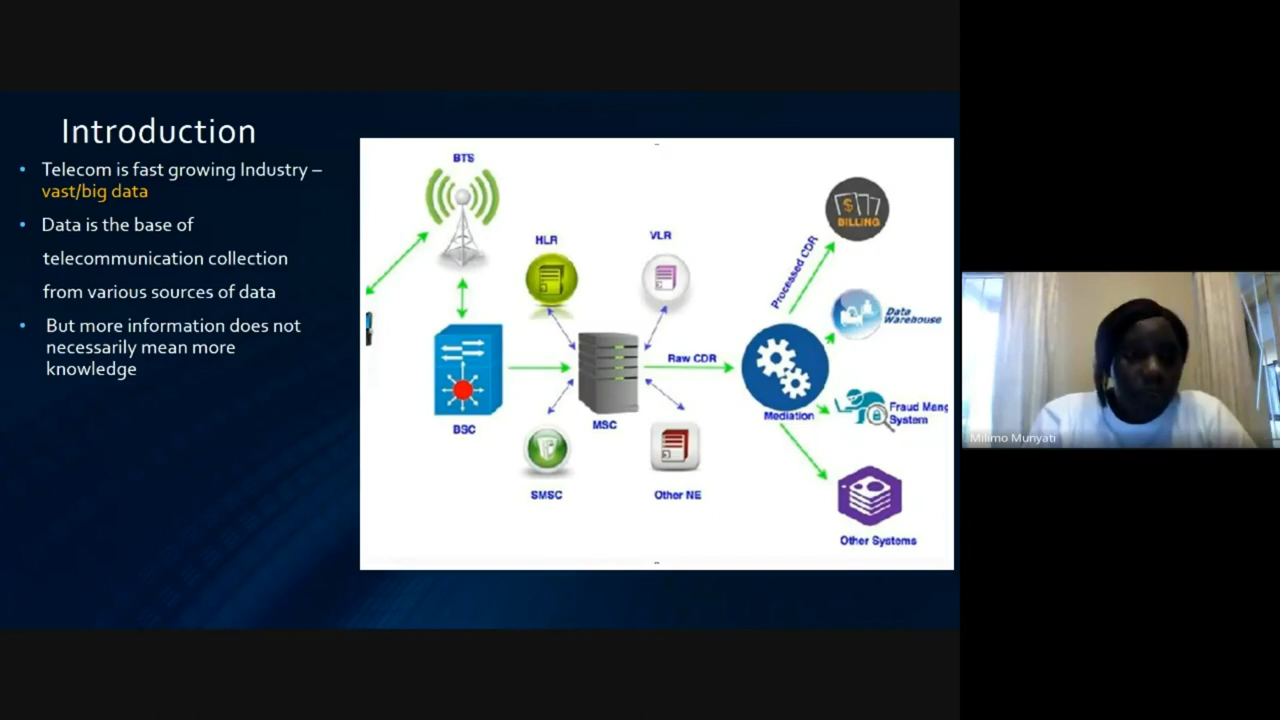 Introduction
Telecom is fast growing Industry –
vast/big data
Data is the base of
telecommunication collection
from various sources of data
But more information does not
necessarily mean more
knowledge
BTS
HLR
VLR
BSC
MSC
SMSC
Other NE
Raw CDR
Processed CDR
Mediation
$
BILLING
Data
Warehouse
Fraud Mang
System
Other Systems
Milimo Munyati